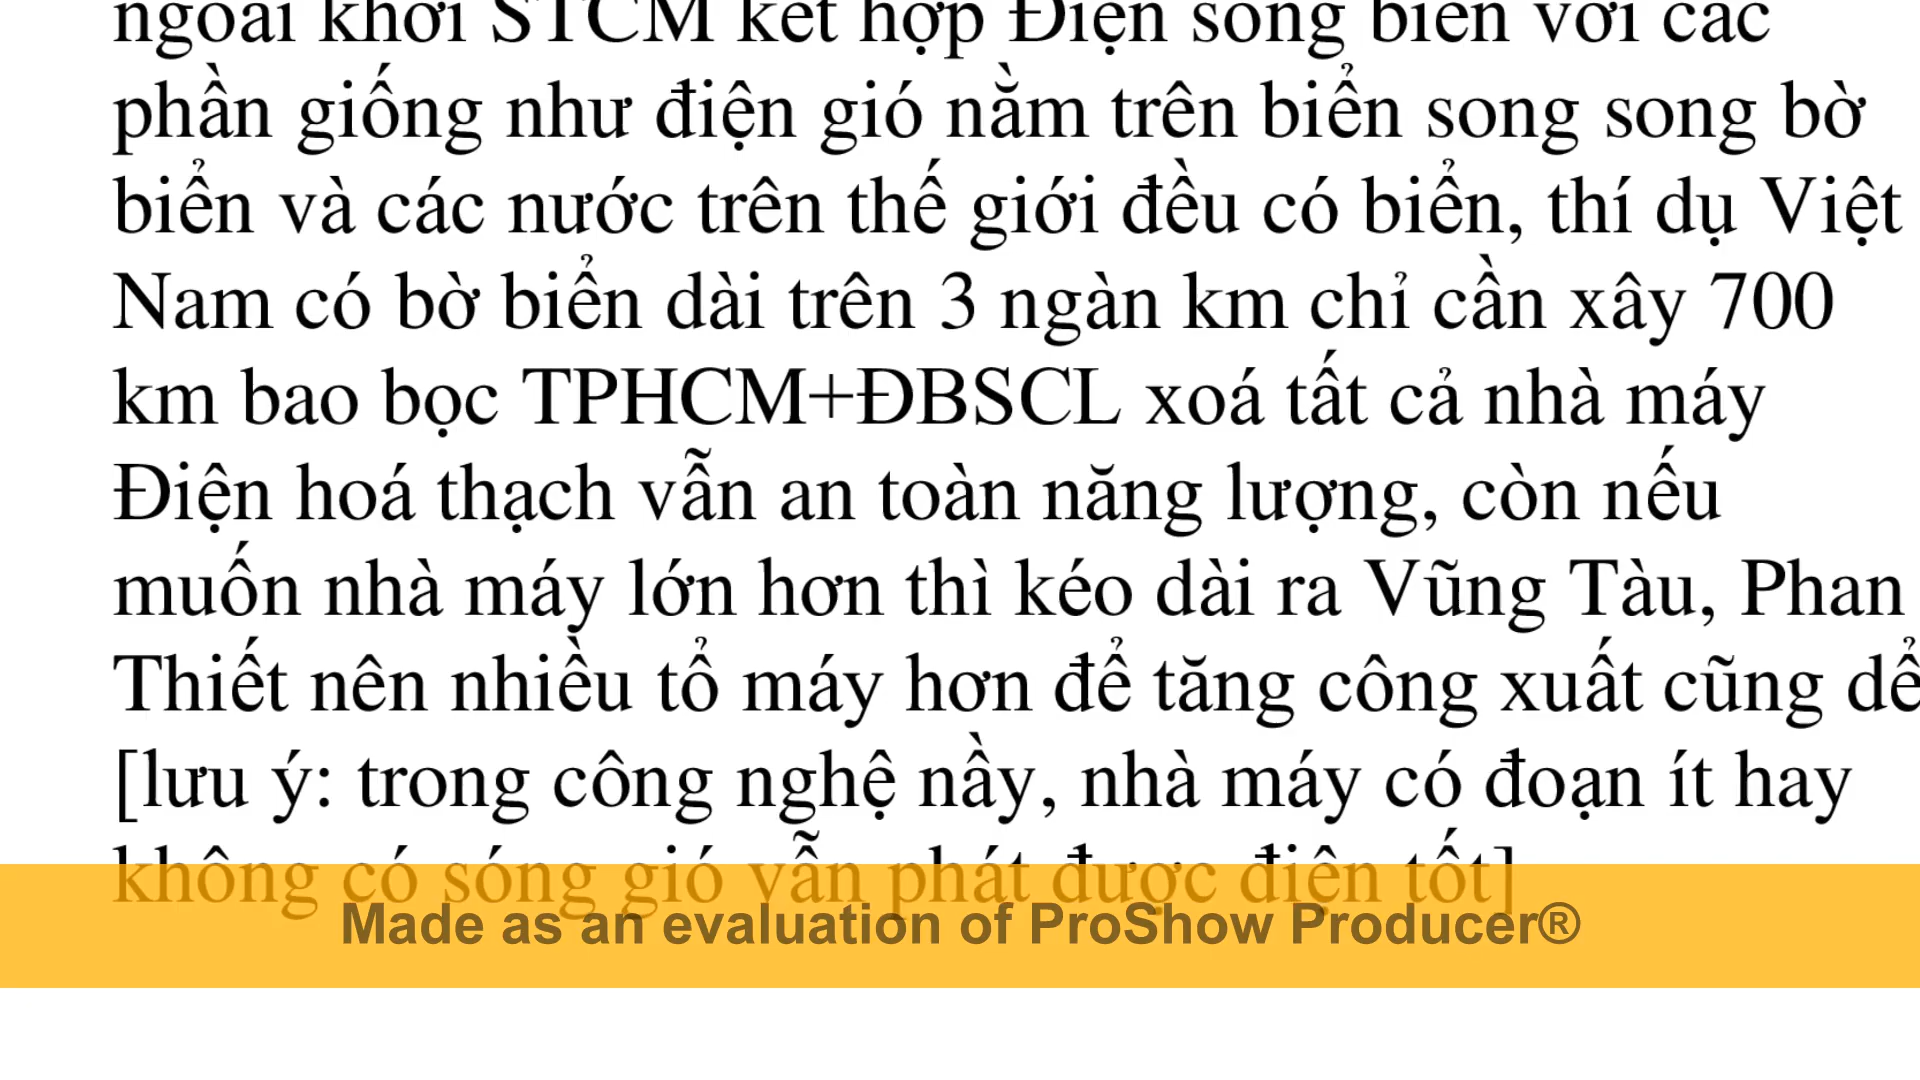 ngoài khơi STCM kết hợp Điện sóng biển với các
phần giống như điện gió nằm trên biển song song bờ
biển và các nước trên thế giới đều có biển, thí dụ Việt
Nam có bờ biển dài trên 3 ngàn km chỉ cần xây 700
km bao bọc TPHCM+ĐBSCL xoá tất cả nhà máy
Điện hoá thạch vẫn an toàn năng lượng, còn nếu
muốn nhà máy lớn hơn thì kéo dài ra Vũng Tàu, Phan
Thiết nên nhiều tổ máy hơn để tăng công xuất cũng dể
[lưu ý: trong công nghệ nầy, nhà máy có đoạn ít hay
không có sóng gió vẫn phát được điện tốt]
Made as an evaluation of ProShow Producer®